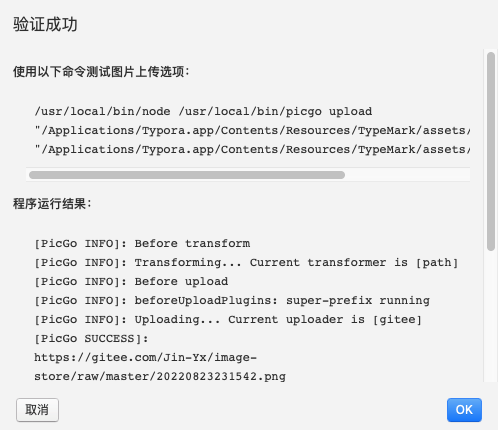 验证成功
使用以下命令测试图片上传选项：
/usr/local/bin/node /usr/local/bin/picgo upload
"/Applications/Typora.app/Contents/Resources/TypeMark/assets/
"/Applications/Typora.app/Contents/Resources/TypeMark/assets/
程序运行结果：
[PicGo INFO]: Before transform
[PicGo INFO]: Transforming... Current transformer is [path]
[PicGo INFO]: Before upload
[PicGo INFO]: beforeUploadPlugins: super-prefix running
[PicGo INFO]: Uploading... Current uploader is [gitee]
[PicGo SUCCESS]:
https://gitee.com/Jin-Yx/image-
store/raw/master/20220823231542.png
取消
OK